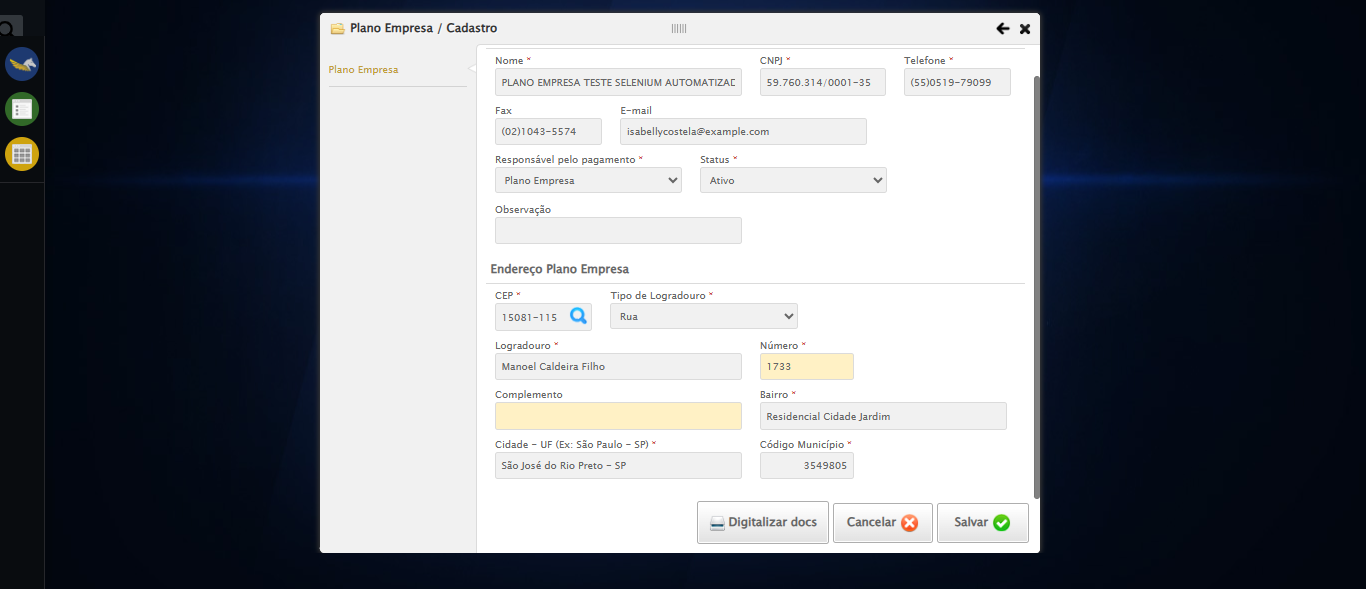 Plano Empresa / Cadastro
Plano Empresa
Nome * CNPJ * Telefone *
PLANO EMPRESA TESTE SELENIUM AUTOMATIZAD 59.760.314/0001-35 (55)0519-79099
Fax E-mail
(02)1043-5574 isabellycostela@example.com
Responsável pelo pagamento * Status *
Plano Empresa Ativo
Observação
Endereço Plano Empresa
CEP * Tipo de Logradouro *
15081-115 Rua
Logradouro * Número *
Manoel Caldeira Filho 1733
Complemento Bairro *
Residencial Cidade Jardim
Cidade - UF (Ex: São Paulo - SP) * Código Município *
São José do Rio Preto - SP 3549805
Digitalizar docs Cancelar Salvar